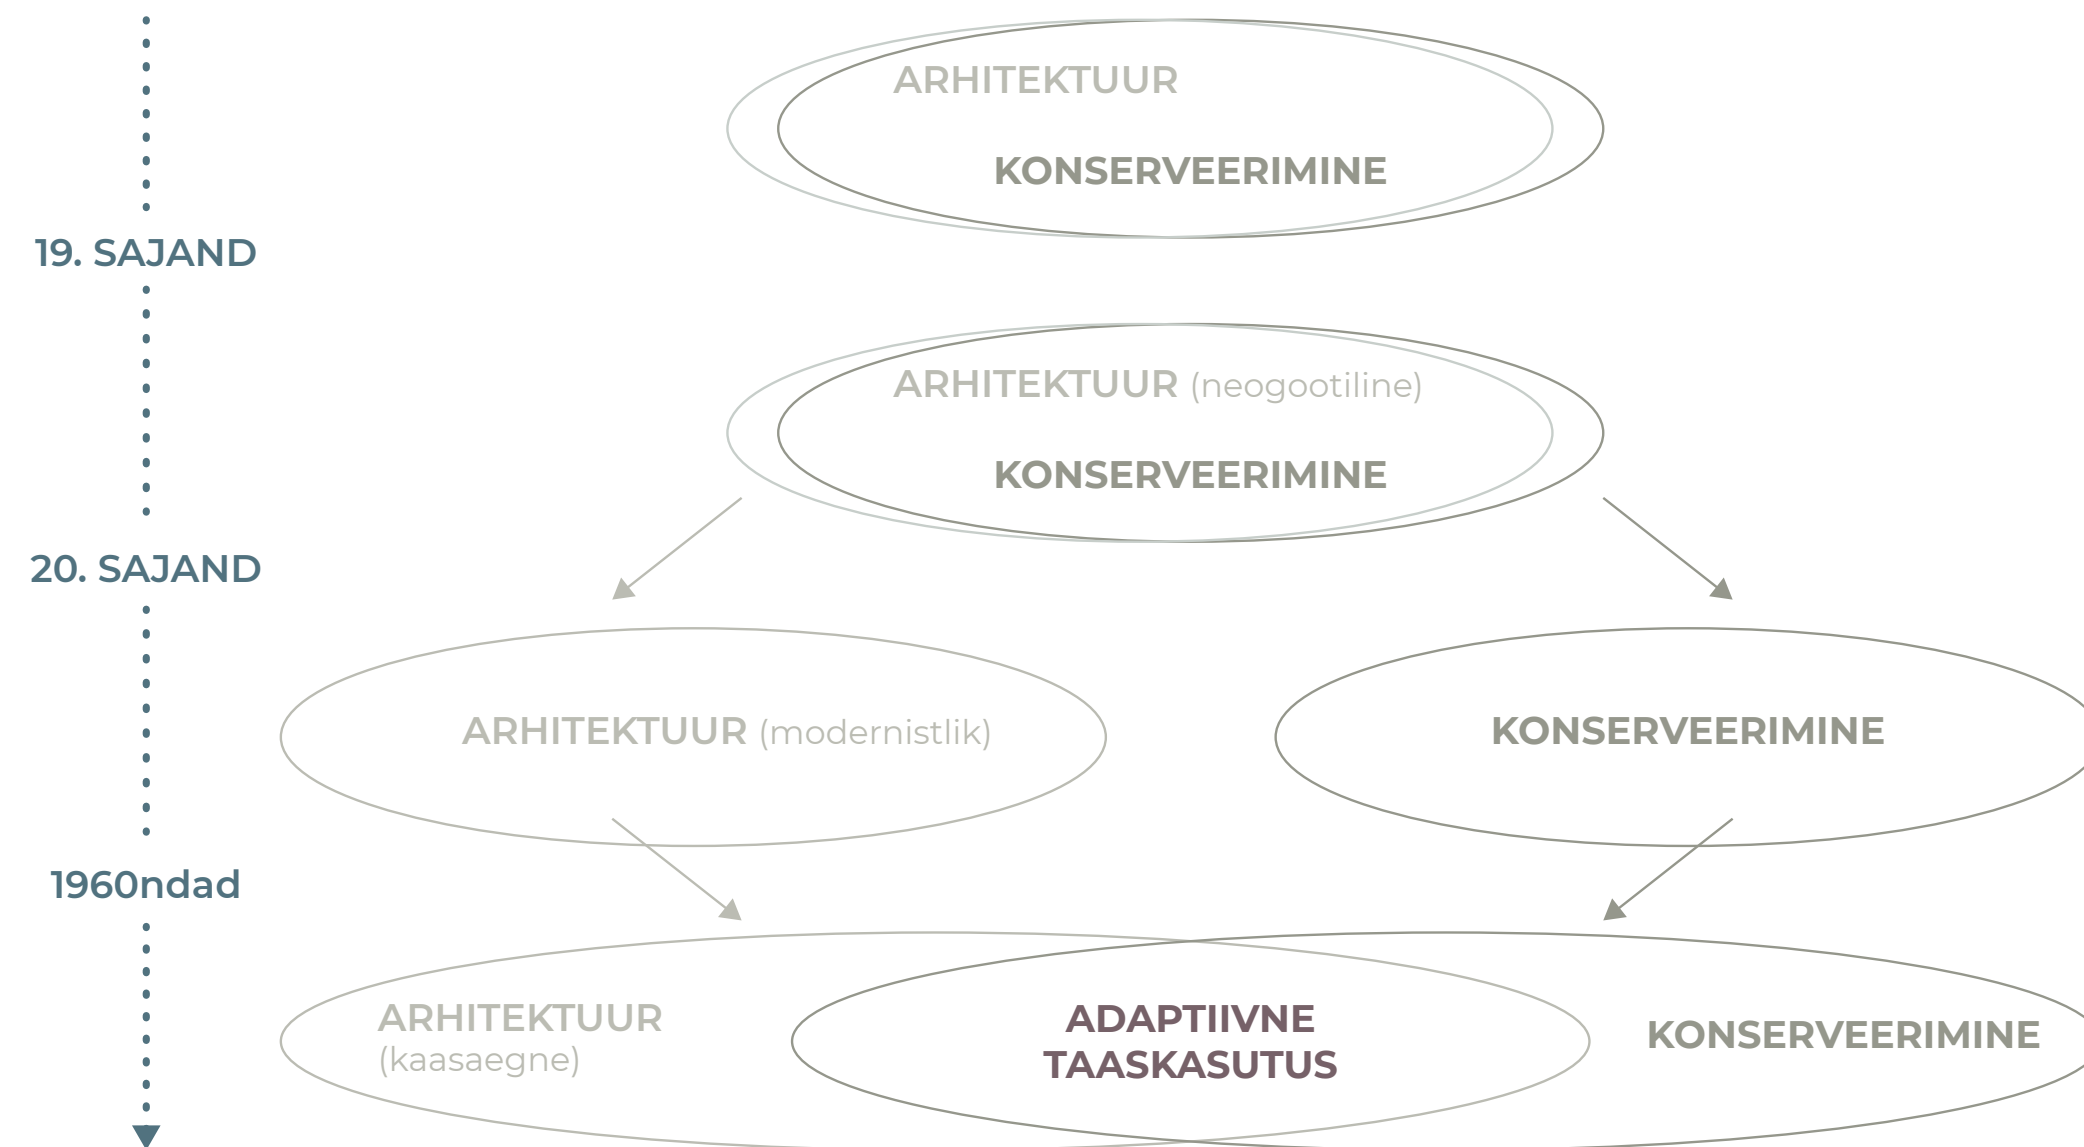 ARHITEKTUUR
KONSERVEERIMINE
19. SAJAND
ARHITEKTUUR (neogootiline)
KONSERVEERIMINE
20. SAJAND
ARHITEKTUUR (modernistlik)
KONSERVEERIMINE
1960ndad
ARHITEKTUUR
(kaasaegne)
ADAPTIIVNE
TAASKASUTUS
KONSERVEERIMINE